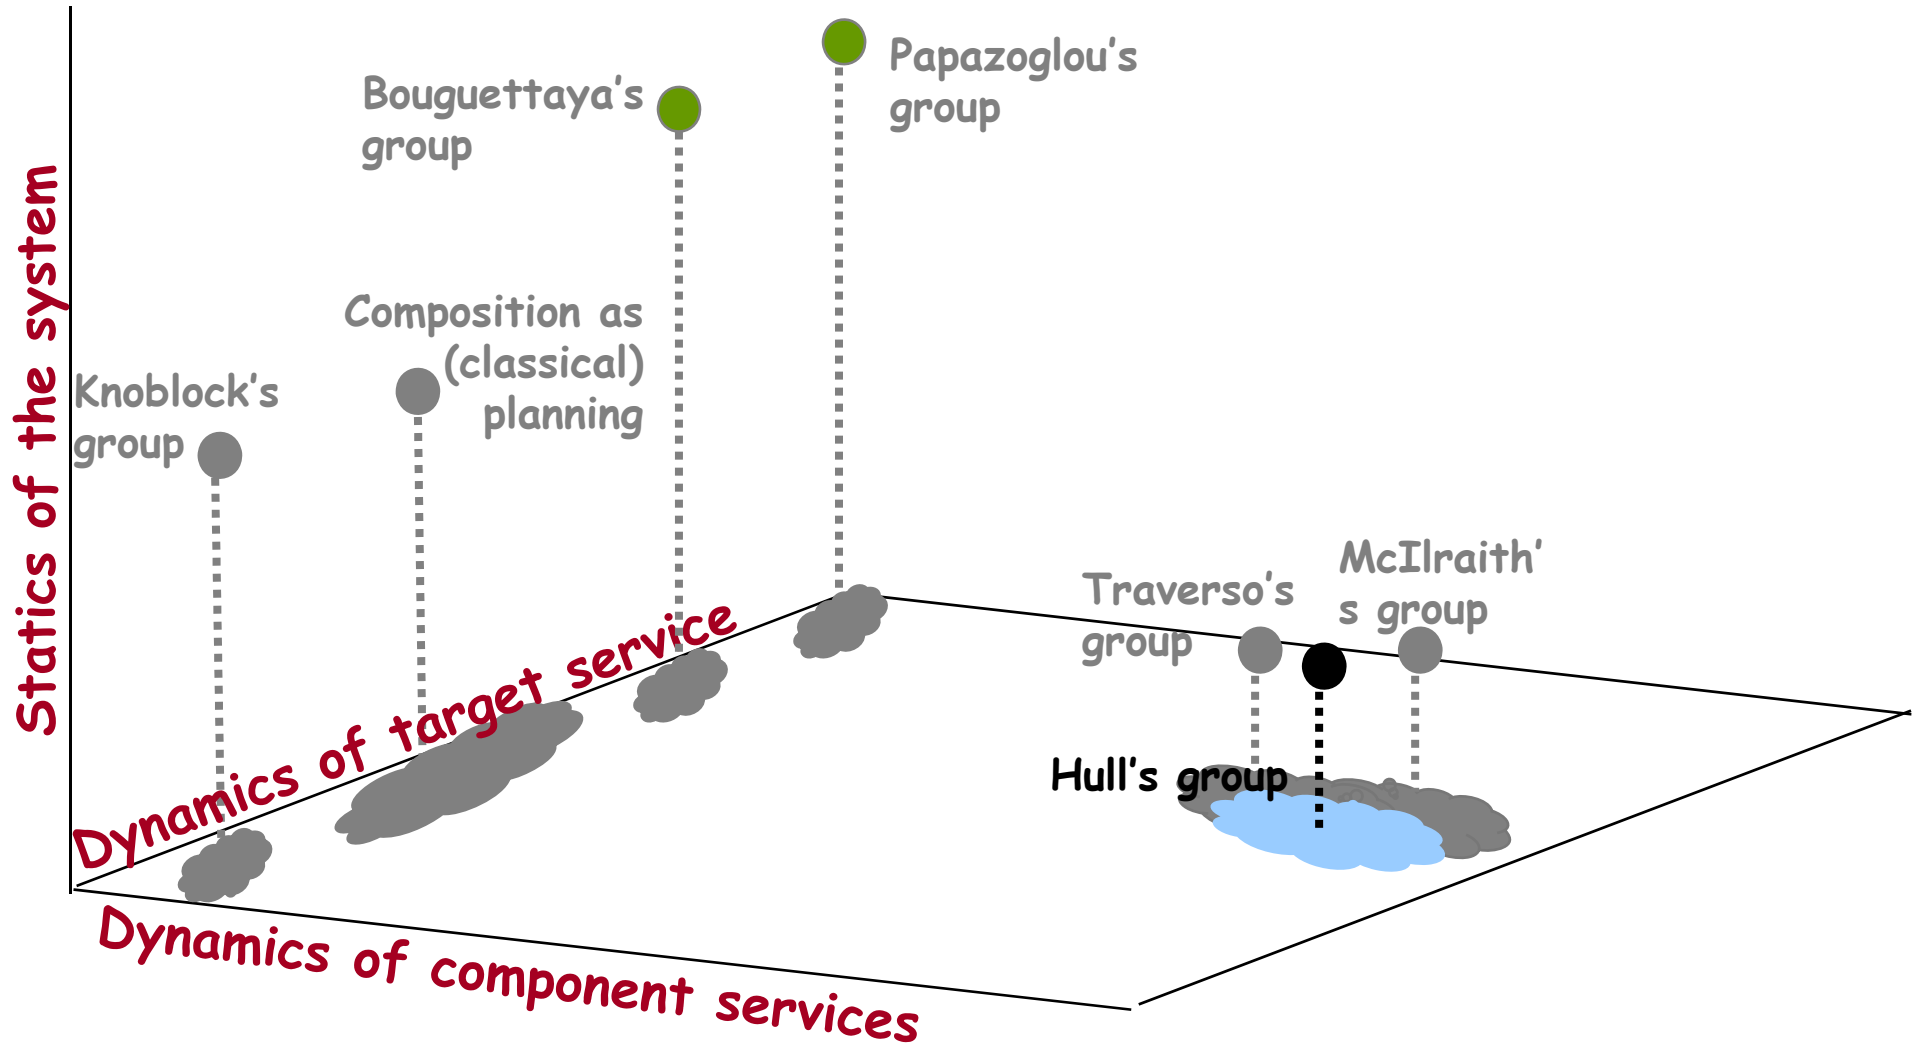 Papazoglou's
group
Bouguettaya's
group
Composition as
(classical)
planning
Knoblock's
group
Statics of the system
McIlraith'
s group
Traverso's
group
Dynamics of target service
Hull's group
Dynamics of component services